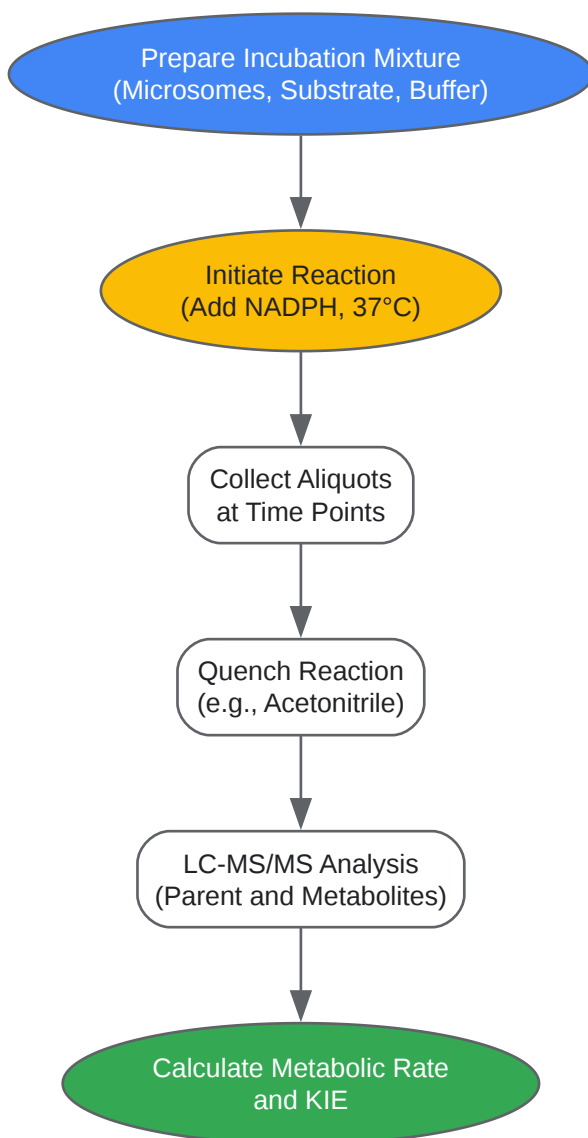 Prepare Incubation Mixture
(Microsomes, Substrate, Buffer)
Initiate Reaction
(Add NADPH, 37°C)
Collect Aliquots
at Time Points
Quench Reaction
(e.g., Acetonitrile)
LC-MS/MS Analysis
(Parent and Metabolites)
Calculate Metabolic Rate
and KIE